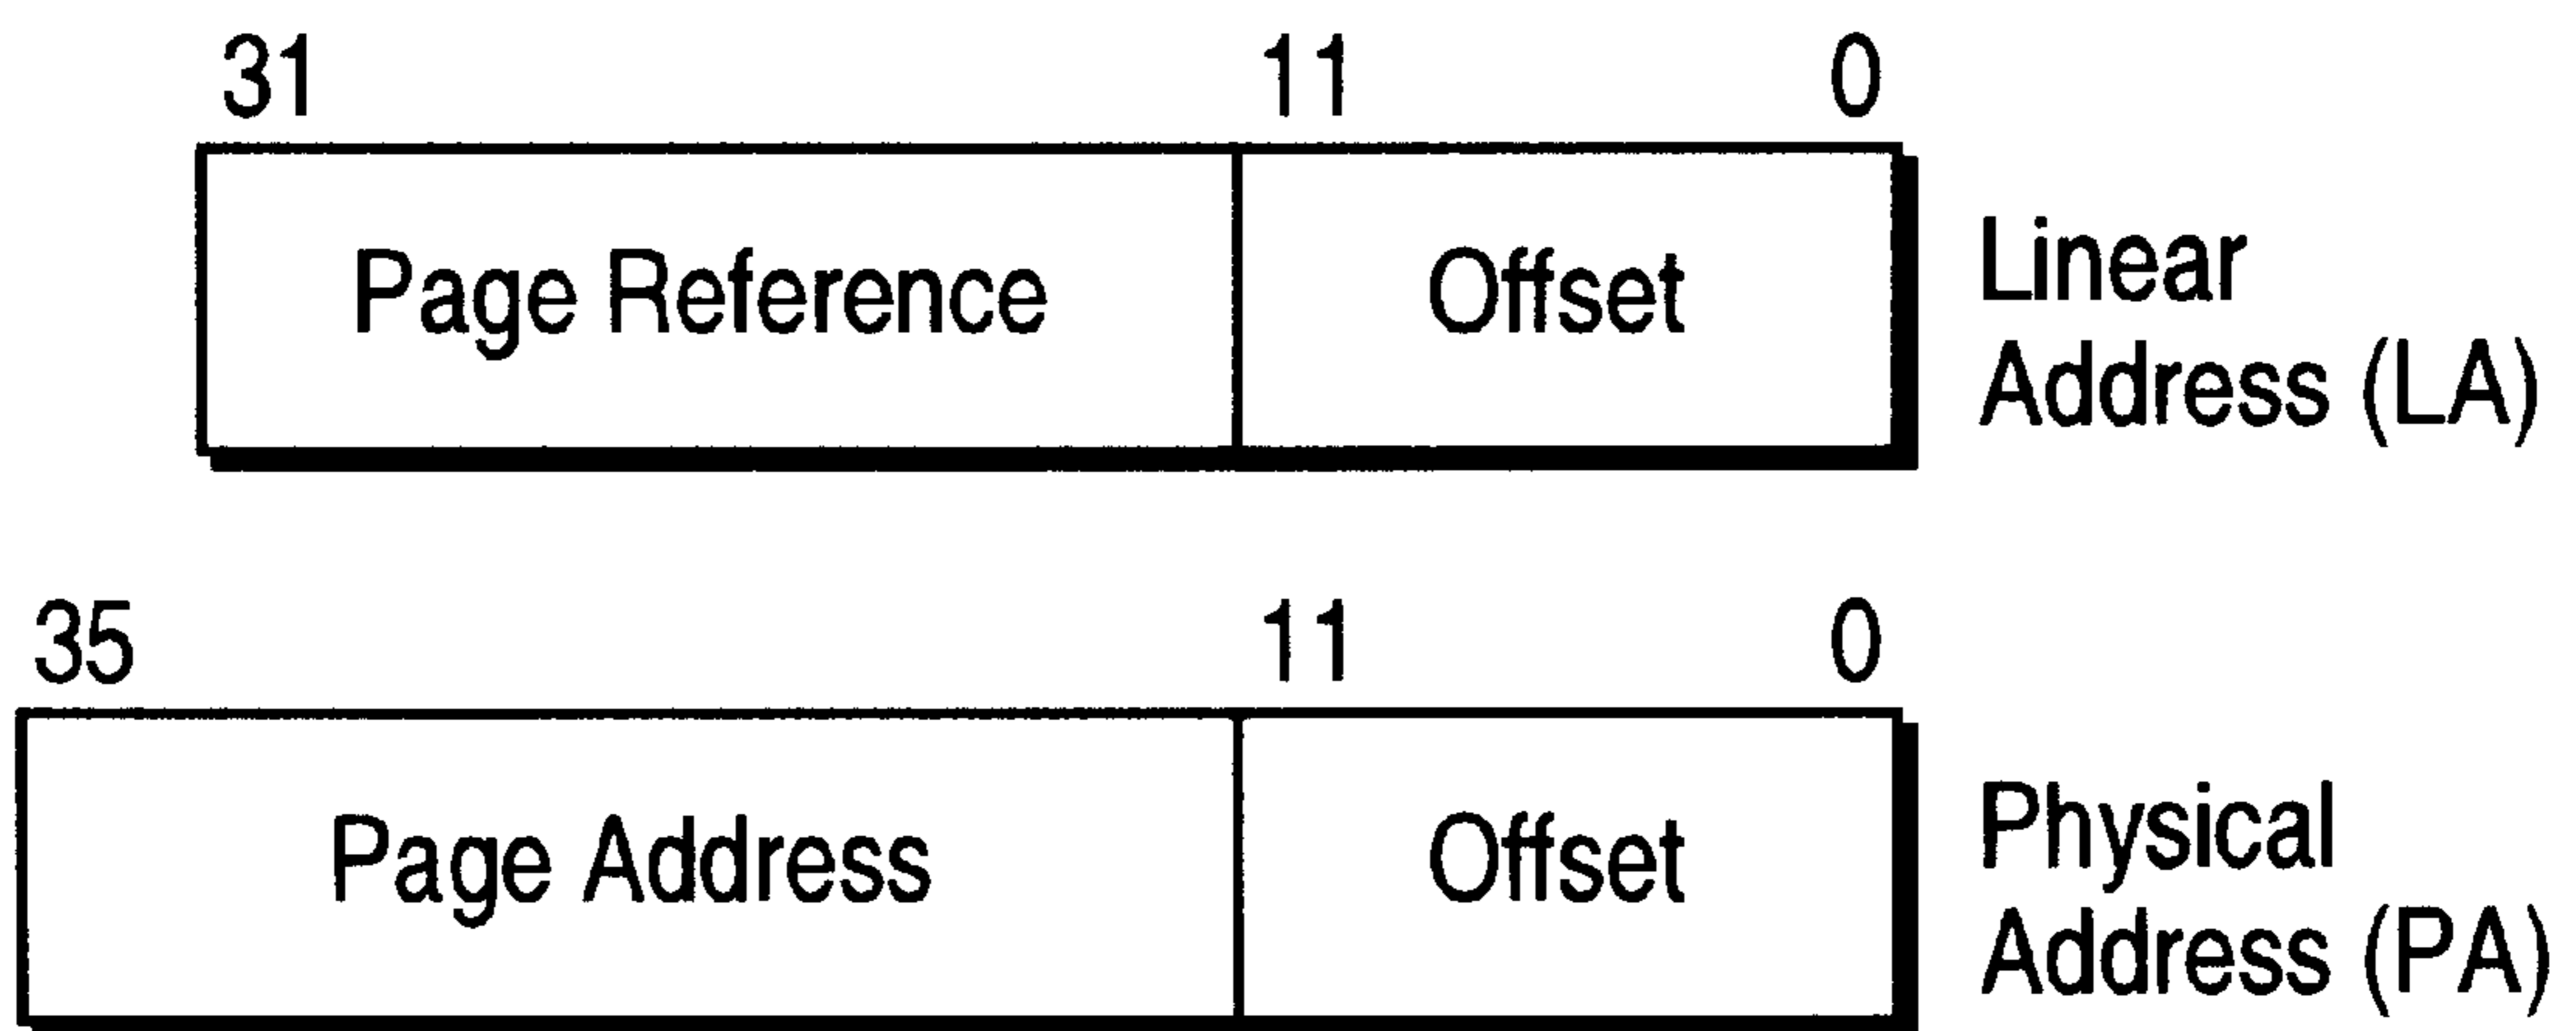 31 11 0
Page Reference Offset Linear
Address (LA)
35 11 0
Page Address Offset Physical
Address (PA)